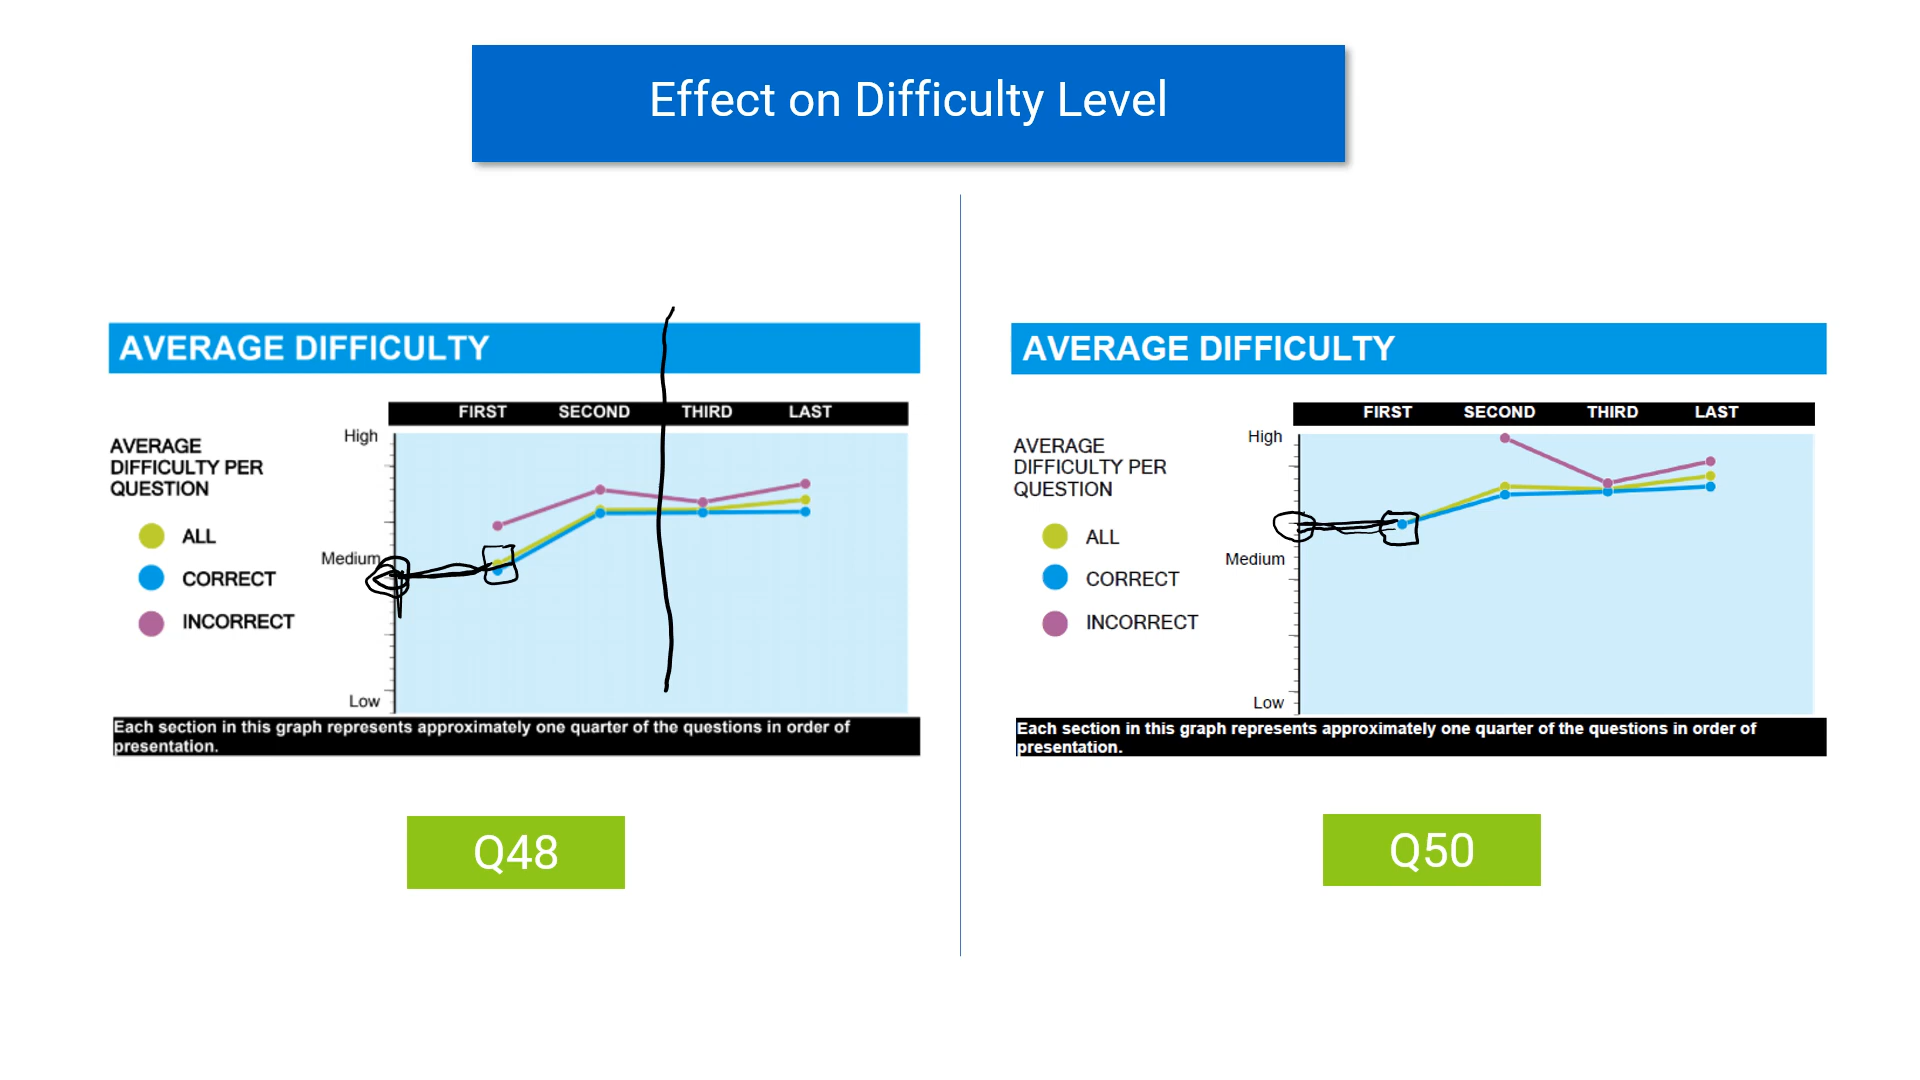 Effect on Difficulty Level
AVERAGE DIFFICULTY
FIRST SECOND THIRD LAST
AVERAGE
DIFFICULTY PER
QUESTION
ALL
CORRECT
INCORRECT
High
Medium
Low
Each section in this graph represents approximately one quarter of the questions in order of
presentation.
Q48
AVERAGE DIFFICULTY
FIRST SECOND THIRD LAST
AVERAGE
DIFFICULTY PER
QUESTION
ALL
CORRECT
INCORRECT
High
Medium
Low
Each section in this graph represents approximately one quarter of the questions in order of
presentation.
Q50